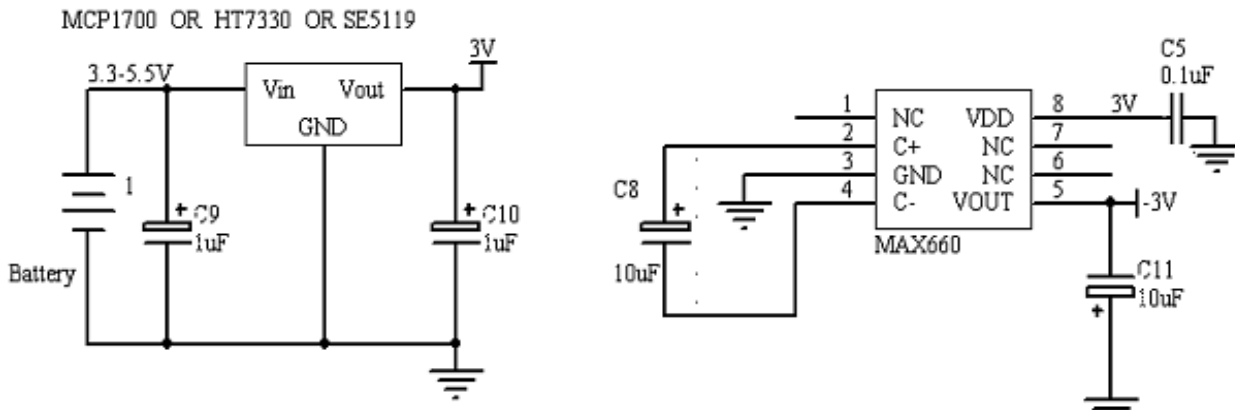 MCP1700 OR HT7330 OR SE5119
3.3-5.5V
Vin
Vout
GND
3V
1
Battery
C9
1uF
C10
1uF
C8
10uF
1
2
3
4
NC
C+
GND
C-
VDD
NC
NC
VOUT
MAX660
8
7
6
5
3V
C5
0.1uF
-3V
C11
10uF